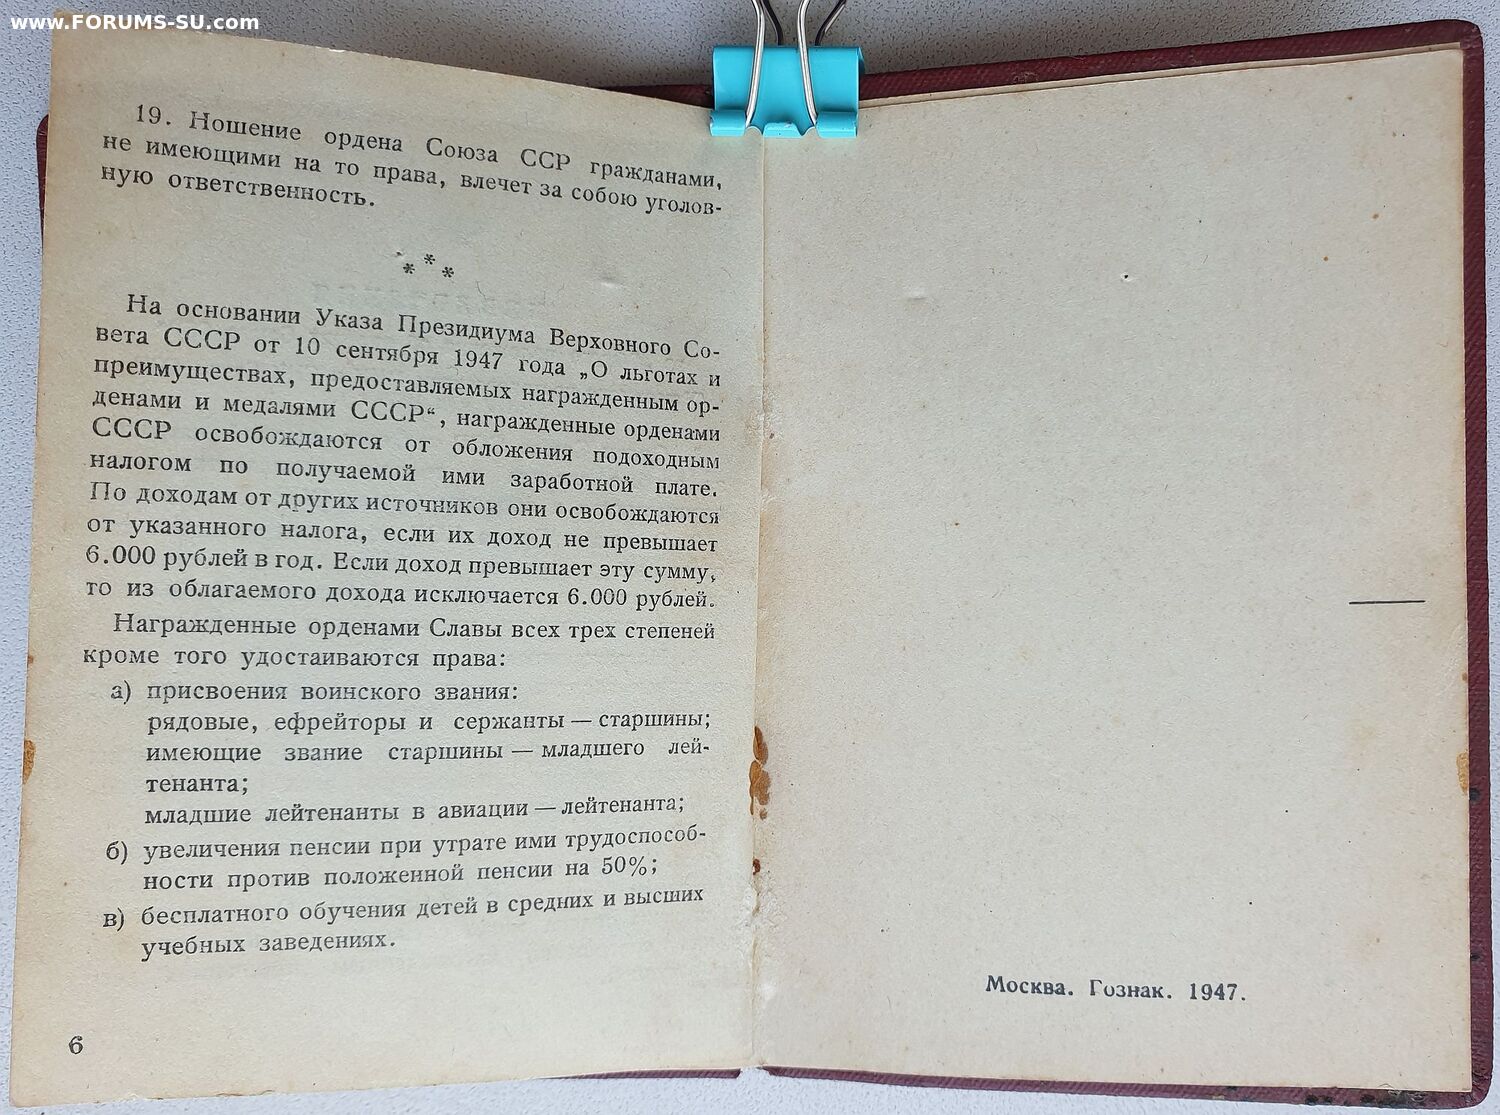 www.FORUMS-SU.com
19. Ношение ордена Союза ССР гражданами,
не имеющими на то права, влечет за собою уголов-
ную ответственность.
* * *
На основании Указа Президиума Верховного Со-
вета СССР от 10 сентября 1947 года „О льготах и
преимуществах, предоставляемых награжденным ор-
денами и медалями СССР“, награжденные орденами
СССР освобождаются от обложения подоходным
налогом по получаемой ими заработной плате.
По доходам от других источников они освобождаются
от указанного налога, если их доход не превышает
6.000 рублей в год. Если доход превышает эту сумму,
то из облагаемого дохода исключается 6.000 рублей.
Награжденные орденами Славы всех трех степеней
кроме того удостаиваются права:
а) присвоения воинского звания:
рядовые, ефрейторы и сержанты — старшины;
имеющие звание старшины — младшего лей-
тенанта;
младшие лейтенанты в авиации — лейтенанта;
б) увеличения пенсии при утрате ими трудоспособ-
ности против положенной пенсии на 50%;
в) бесплатного обучения детей в средних и высших
учебных заведениях.
6
Москва. Гознак. 1947.